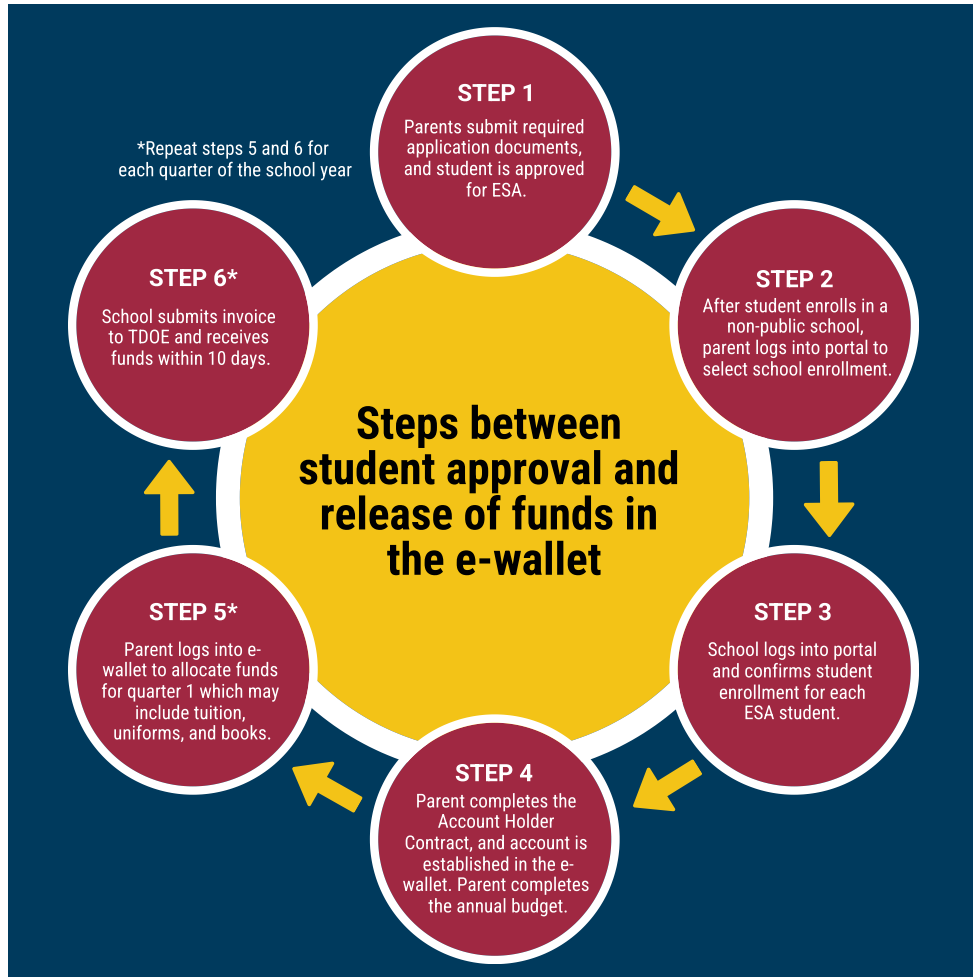 STEP 1
Parents submit required
application documents,
and student is approved
for ESA.
*Repeat steps 5 and 6 for
each quarter of the school year
STEP 2
After student enrolls in a
non-public school,
parent logs into portal to
select school enrollment.
STEP 3
School logs into portal
and confirms student
enrollment for each
ESA student.
STEP 4
Parent completes the
Account Holder
Contract, and account is
established in the e-
wallet. Parent completes
the annual budget.
STEP 5*
Parent logs into e-
wallet to allocate funds
for quarter 1 which may
include tuition,
uniforms, and books.
STEP 6*
School submits invoice
to TDOE and receives
funds within 10 days.
Steps between
student approval and
release of funds in
the e-wallet